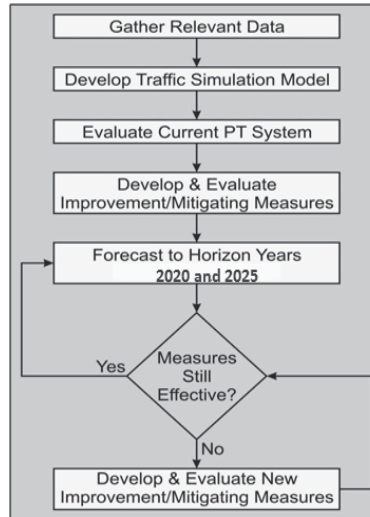 Gather Relevant Data
Develop Traffic Simulation Model
Evaluate Current PT System
Develop & Evaluate
Improvement/Mitigating Measures
Forecast to Horizon Years
2020 and 2025
Measures
Still
Effective?
Yes
No
Develop & Evaluate New
Improvement/Mitigating Measures